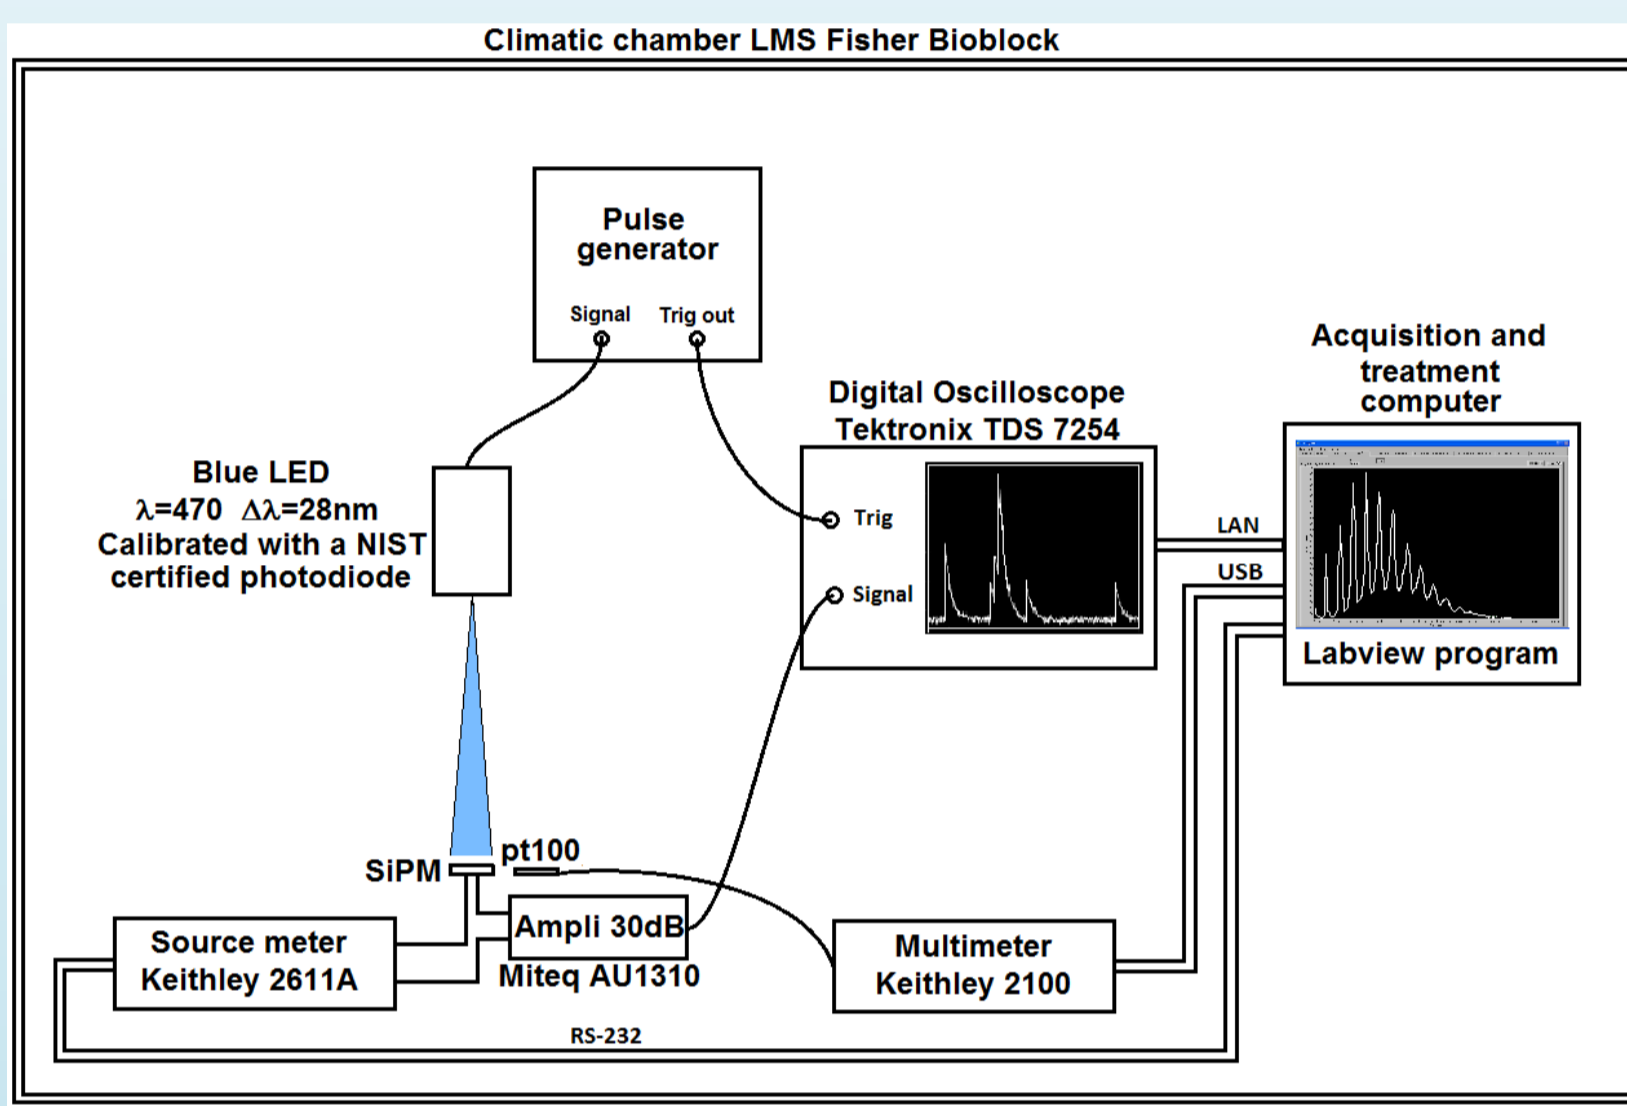 Climatic chamber LMS Fisher Bioblock
Pulse
generator
Signal
Trig out
Acquisition and
treatment
computer
Digital Oscilloscope
Tektronix TDS 7254
Blue LED
λ=470 Δλ=28nm
Calibrated with a NIST
certified photodiode
Trig
Signal
LAN
USB
Labview program
pt100
SiPM
Ampli 30dB
Miteq AU1310
Source meter
Keithley 2611A
Multimeter
Keithley 2100
RS-232